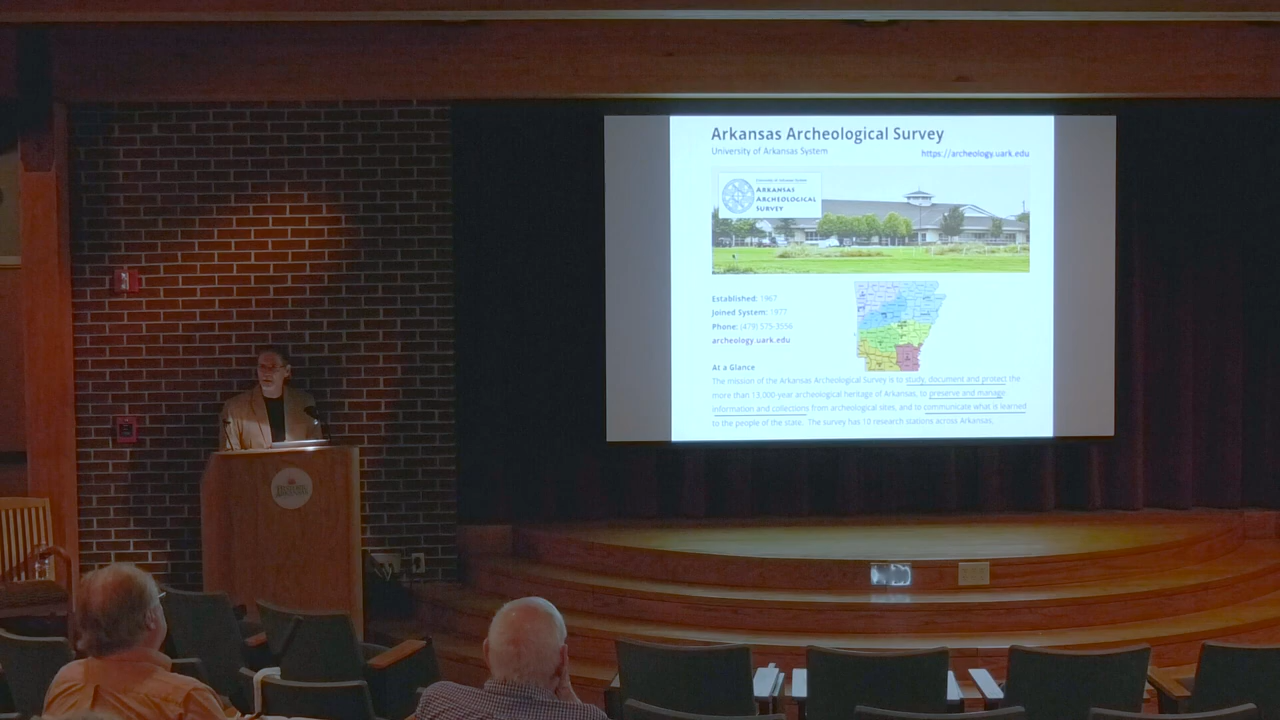 Arkansas Archeological Survey
University of Arkansas System
https://archeology.uark.edu
University of Arkansas System
ARKANSAS
ARCHEOLOGICAL
SURVEY
Established: 1967
Joined System: 1977
Phone: (479) 575-3556
archeology.uark.edu
At a Glance
The mission of the Arkansas Archeological Survey is to study, document and protect the
more than 13,000-year archeological heritage of Arkansas, to preserve and manage
information and collections from archeological sites, and to communicate what is learned
to the people of the state. The survey has 10 research stations across Arkansas,